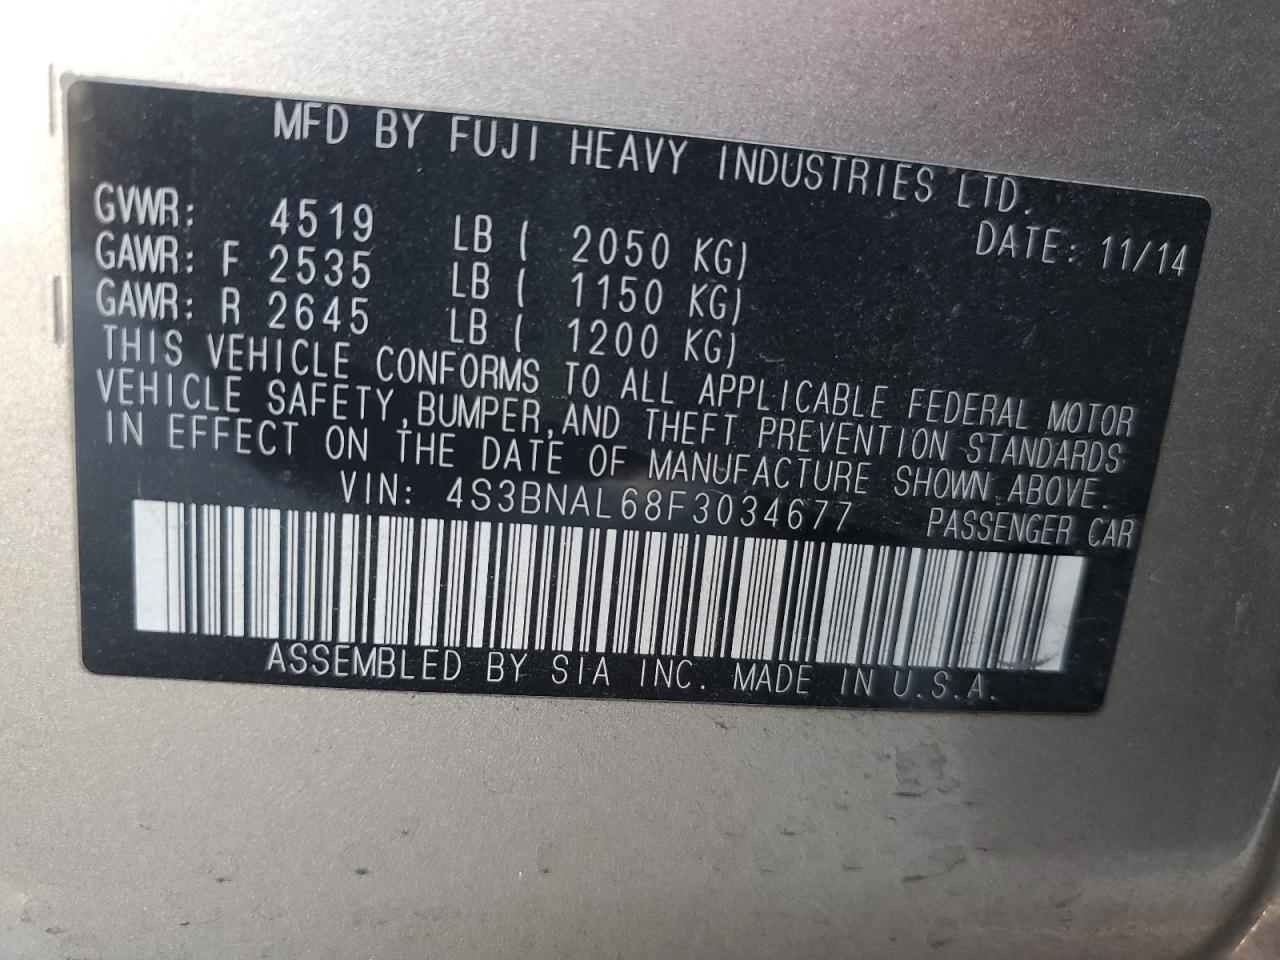 MFD BY FUJI HEAVY INDUSTRIES LTD.
DATE: 11/14
GVWR: 4519 LB ( 2050 KG)
GAWR: F 2535 LB ( 1150 KG)
GAWR: R 2645 LB ( 1200 KG)
THIS VEHICLE CONFORMS TO ALL APPLICABLE FEDERAL MOTOR
VEHICLE SAFETY,BUMPER,AND THEFT PREVENTION STANDARDS
IN EFFECT ON THE DATE OF MANUFACTURE SHOWN ABOVE.
VIN: 4S3BNAL68F3034677 PASSENGER CAR
ASSEMBLED BY SIA INC. MADE IN U.S.A.